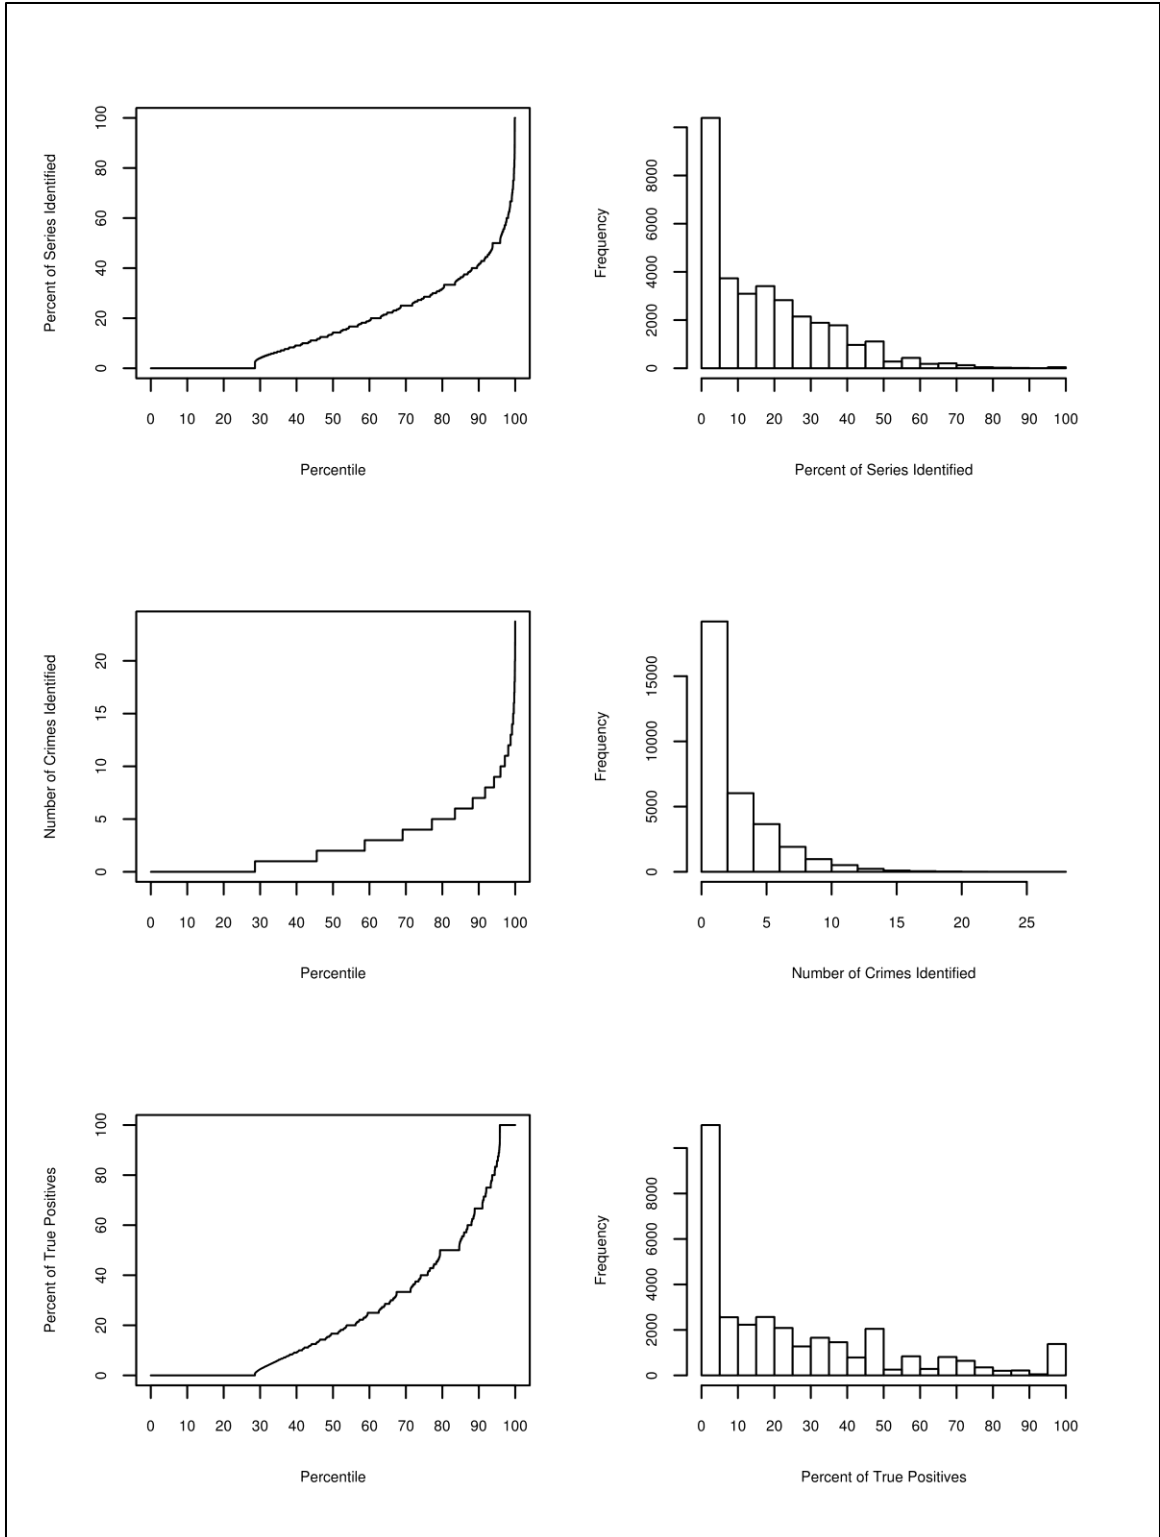 Percent of Series Identified
0 20 40 60 80 100
0 10 20 30 40 50 60 70 80 90 100
Percentile
Frequency
0 2000 4000 6000 8000
0 10 20 30 40 50 60 70 80 90 100
Percent of Series Identified
Number of Crimes Identified
0 5 10 15 20
0 10 20 30 40 50 60 70 80 90 100
Percentile
Frequency
0 5000 10000 15000
0 5 10 15 20 25
Number of Crimes Identified
Percent of True Positives
0 20 40 60 80 100
0 10 20 30 40 50 60 70 80 90 100
Percentile
Frequency
0 2000 4000 6000 8000
0 10 20 30 40 50 60 70 80 90 100
Percent of True Positives